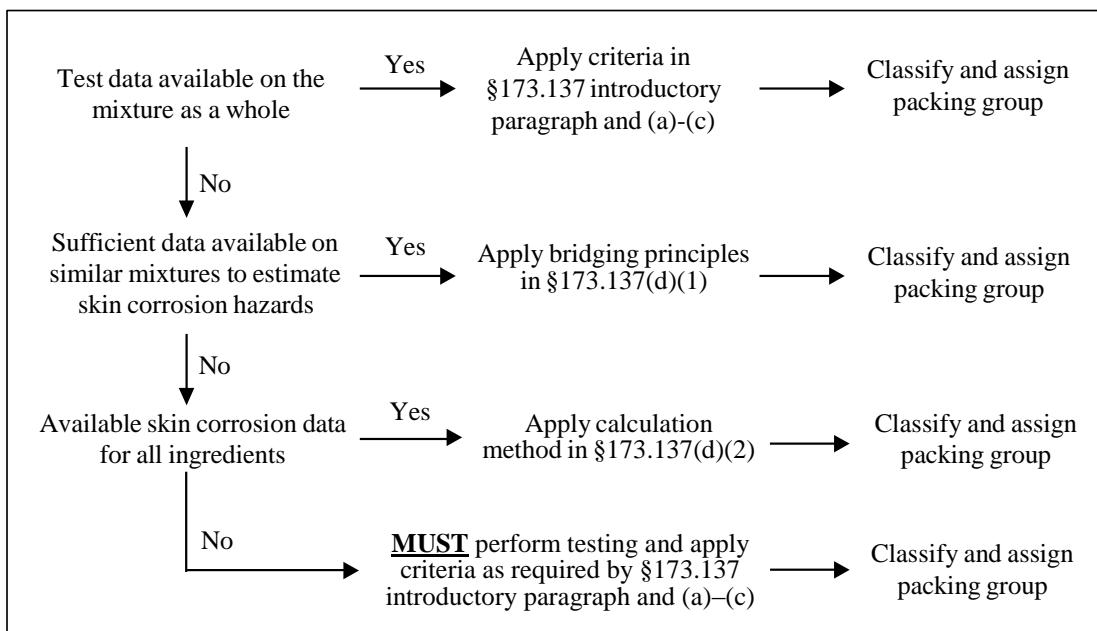 Test data available on the
mixture as a whole
Yes
Apply criteria in
§173.137 introductory
paragraph and (a)-(c)
Classify and assign
packing group
No
Sufficient data available on
similar mixtures to estimate
skin corrosion hazards
Yes
Apply bridging principles
in §173.137(d)(1)
Classify and assign
packing group
No
Available skin corrosion data
for all ingredients
Yes
Apply calculation
method in §173.137(d)(2)
Classify and assign
packing group
No
MUST perform testing and apply
criteria as required by §173.137
introductory paragraph and (a)–(c)
Classify and assign
packing group